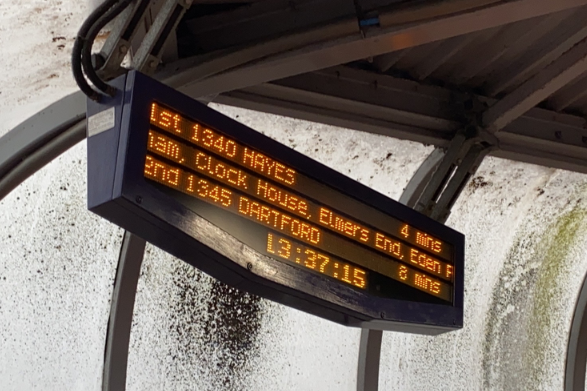 1st 1340 HAYES 4 mins
ham, Clock House, Elmers End, Eden P
2nd 1345 DARTFORD 8 mins
13:37:15